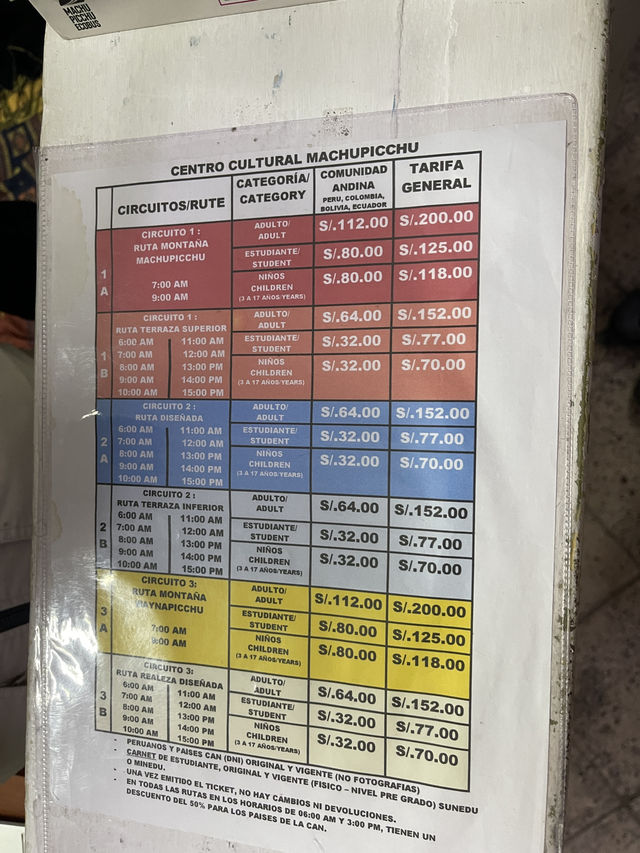 MACHU
PICCHU
ECOBUS
CENTRO CULTURAL MACHUPICCHU
CIRCUITOS/RUTE
CATEGORÍA/
CATEGORY
COMUNIDAD
ANDINA
PERU, COLOMBIA,
BOLIVIA, ECUADOR
TARIFA
GENERAL
1
A
CIRCUITO 1 :
RUTA MONTAÑA
MACHUPICCHU
7:00 AM
9:00 AM
ADULTO/
ADULT
S/.112.00 S/.200.00
ESTUDIANTE/
STUDENT
S/.80.00 S/.125.00
NIÑOS
CHILDREN
(3 A 17 AÑOS/YEARS)
S/.80.00 S/.118.00
1
B
CIRCUITO 1 :
RUTA TERRAZA SUPERIOR
6:00 AM 11:00 AM
7:00 AM 12:00 AM
8:00 AM 13:00 PM
9:00 AM 14:00 PM
10:00 AM 15:00 PM
ADULTO/
ADULT
S/.64.00 S/.152.00
ESTUDIANTE/
STUDENT
S/.32.00 S/.77.00
NIÑOS
CHILDREN
(3 A 17 AÑOS/YEARS)
S/.32.00 S/.70.00
2
A
CIRCUITO 2 :
RUTA DISEÑADA
6:00 AM 11:00 AM
7:00 AM 12:00 AM
8:00 AM 13:00 PM
9:00 AM 14:00 PM
10:00 AM 15:00 PM
ADULTO/
ADULT
S/.64.00 S/.152.00
ESTUDIANTE/
STUDENT
S/.32.00 S/.77.00
NIÑOS
CHILDREN
(3 A 17 AÑOS/YEARS)
S/.32.00 S/.70.00
2
B
CIRCUITO 2 :
RUTA TERRAZA INFERIOR
6:00 AM 11:00 AM
7:00 AM 12:00 AM
8:00 AM 13:00 PM
9:00 AM 14:00 PM
10:00 AM 15:00 PM
ADULTO/
ADULT
S/.64.00 S/.152.00
ESTUDIANTE/
STUDENT
S/.32.00 S/.77.00
NIÑOS
CHILDREN
(3 A 17 AÑOS/YEARS)
S/.32.00 S/.70.00
3
A
CIRCUITO 3:
RUTA MONTAÑA
WAYNAPICCHU
7:00 AM
9:00 AM
ADULTO/
ADULT
S/.112.00 S/.200.00
ESTUDIANTE/
STUDENT
S/.80.00 S/.125.00
NIÑOS
CHILDREN
(3 A 17 AÑOS/YEARS)
S/.80.00 S/.118.00
3
B
CIRCUITO 3:
RUTA REALEZA DISEÑADA
6:00 AM 11:00 AM
7:00 AM 12:00 AM
8:00 AM 13:00 PM
9:00 AM 14:00 PM
10:00 AM 15:00 PM
ADULTO/
ADULT
S/.64.00 S/.152.00
ESTUDIANTE/
STUDENT
S/.32.00 S/.77.00
NIÑOS
CHILDREN
(3 A 17 AÑOS/YEARS)
S/.32.00 S/.70.00
- PERUANOS Y PAISES CAN (DNI) ORIGINAL Y VIGENTE (NO FOTOGRAFIAS)
- CARNET DE ESTUDIANTE, ORIGINAL Y VIGENTE (FISICO – NIVEL PRE GRADO) SUNEDU
O MINEDU.
- UNA VEZ EMITIDO EL TICKET, NO HAY CÁMBIOS NI DEVOLUCIONES.
- EN TODAS LAS RUTAS EN LOS HORARIOS DE 06:00 AM Y 3:00 PM, TIENEN UN
DESCUENTO DEL 50% PARA LOS PAISES DE LA CAN.